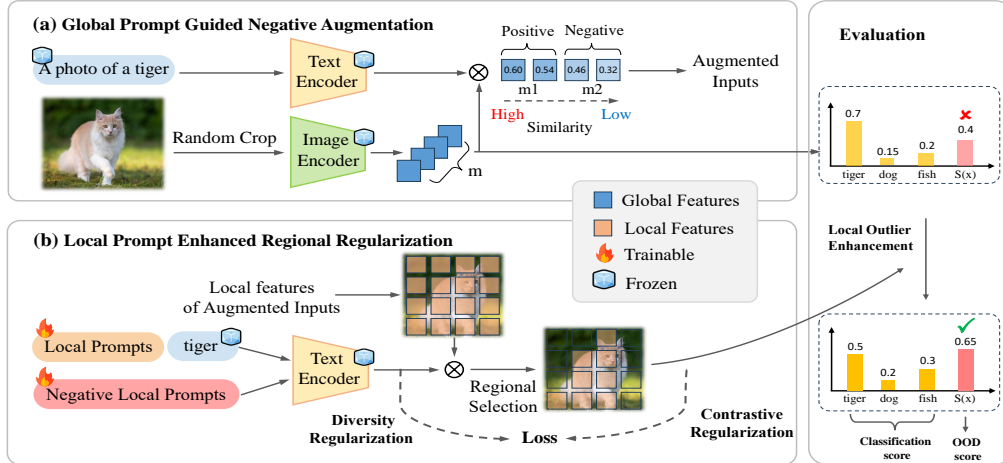 (a) Global Prompt Guided Negative Augmentation
A photo of a tiger
Text
Encoder
Random Crop
Image
Encoder
m
Positive Negative
0.60 0.54 0.46 0.32
m1 m2
High Low
Similarity
Augmented
Inputs
Global Features
Local Features
Trainable
Frozen
(b) Local Prompt Enhanced Regional Regularization
Local features
of Augmented Inputs
Local Prompts
tiger
Negative Local Prompts
Text
Encoder
Regional
Selection
Diversity
Regularization
Loss
Contrastive
Regularization
Evaluation
0.7
0.15
0.2
0.4
tiger dog fish S(x)
Local Outlier
Enhancement
0.5
0.2
0.3
0.65
tiger dog fish S(x)
Classification
score
OOD
score